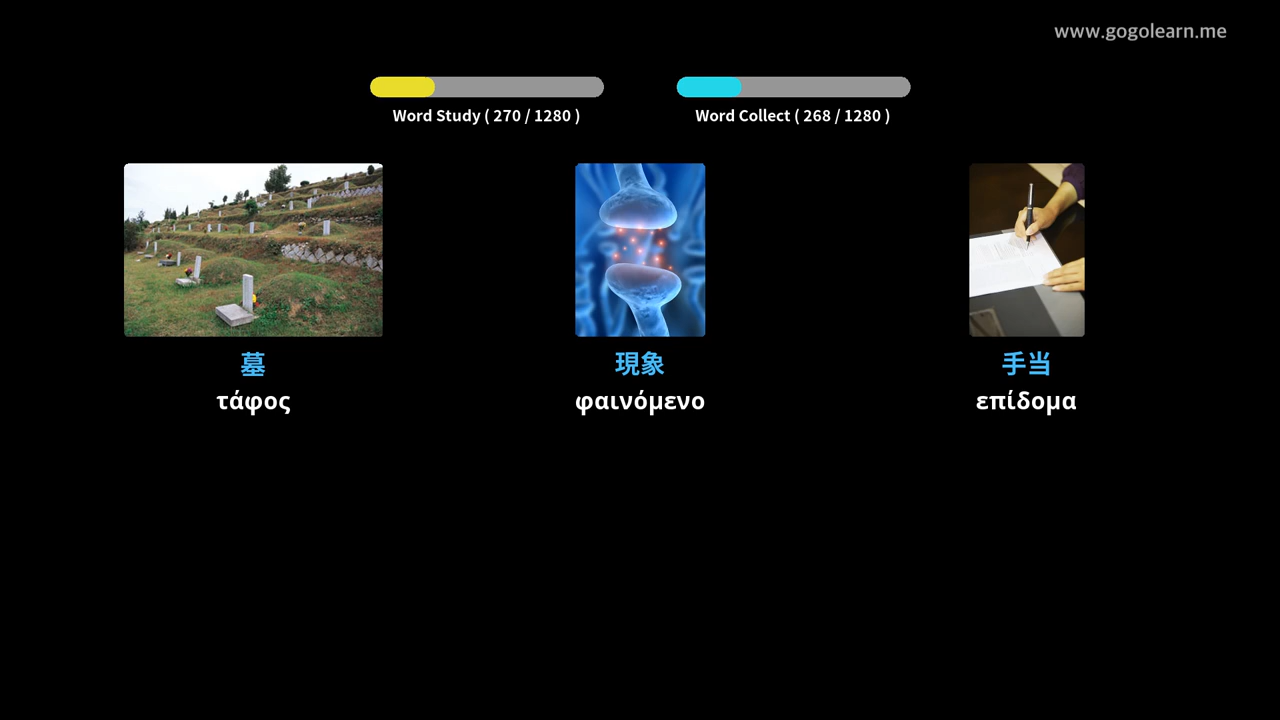 www.gogolearn.me
Word Study ( 270 / 1280 )
Word Collect ( 268 / 1280 )
墓
現象
手当
τάφος
φαινόμενο
επίδομα